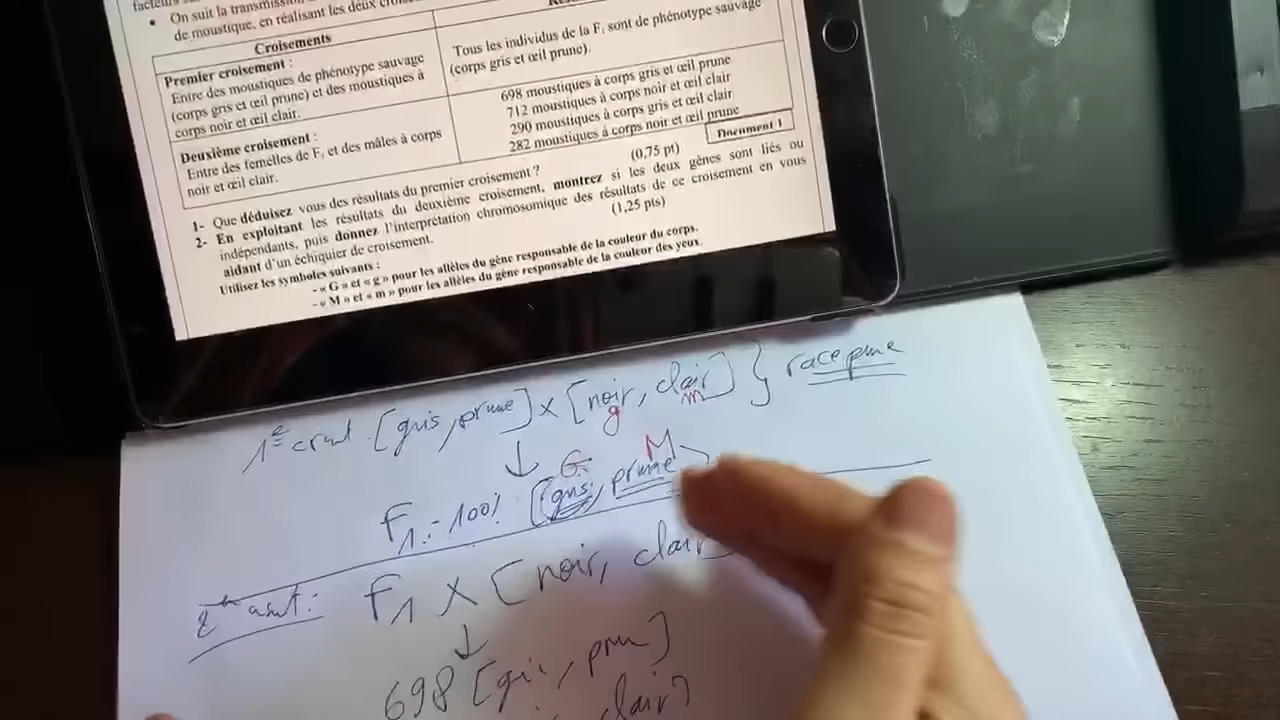 On suit la transmission
de moustique, en réalisant les deux
Croisements
Premier croisement :
Entre des moustiques de phénotype sauvage
(corps gris et œil prune) et des moustiques à
corps noir et œil clair.
Tous les individus de la F₁ sont de phénotype sauvage
(corps gris et œil prune).
Deuxième croisement :
Entre des femelles de F₁ et des mâles à corps
noir et œil clair.
698 moustiques à corps gris et œil prune
712 moustiques à corps noir et œil clair
290 moustiques à corps gris et œil clair
282 moustiques à corps noir et œil prune
Document 1
1- Que déduisez vous des résultats du premier croisement ? (0,75 pt)
2- En exploitant les résultats du deuxième croisement, montrez si les deux gènes sont liés ou
indépendants, puis donnez l'interprétation chromosomique des résultats de ce croisement en vous
aidant d'un échiquier de croisement. (1,25 pts)
Utilisez les symboles suivants :
- « G » et « g » pour les allèles du gène responsable de la couleur du corps.
- « M » et « m » pour les allèles du gène responsable de la couleur des yeux.
[gris, prune] × [noir, clair] } race pure
g m
↓ G M
F1 : 100% [gris, prune
F1 × [noir, clair
↓
698 [gris, prun]
clair]